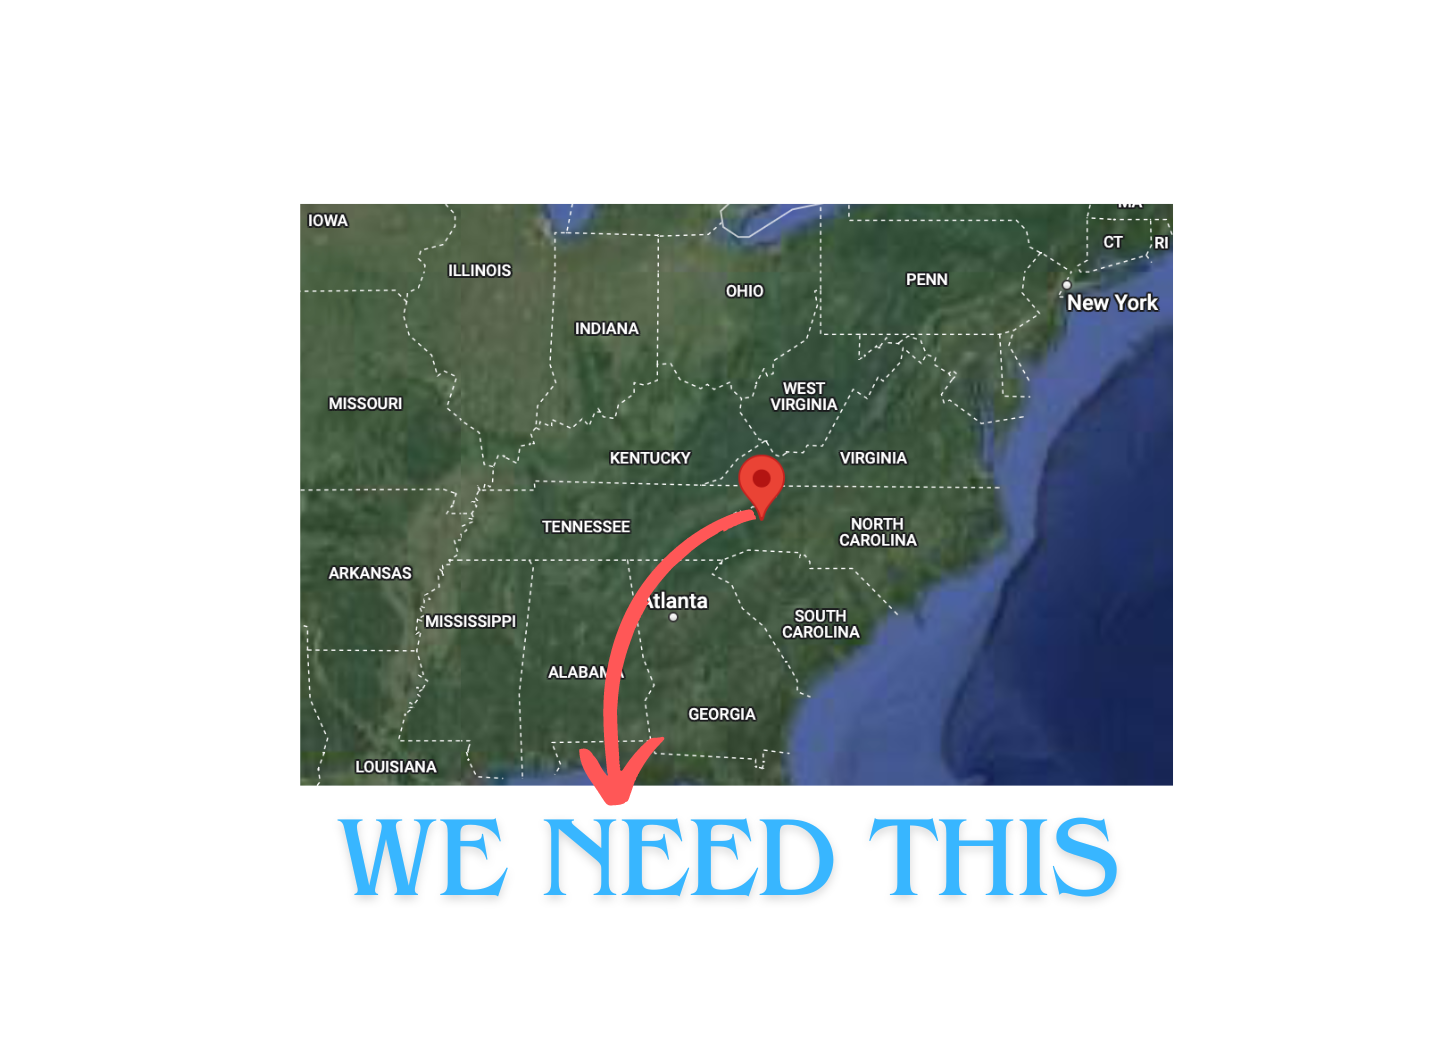 MA
IOWA
CT RI
ILLINOIS
PENN
OHIO
New York
INDIANA
WEST
VIRGINIA
MISSOURI
KENTUCKY
VIRGINIA
TENNESSEE
NORTH
CAROLINA
ARKANSAS
Atlanta
MISSISSIPPI
SOUTH
CAROLINA
ALABAMA
GEORGIA
LOUISIANA
WE NEED THIS